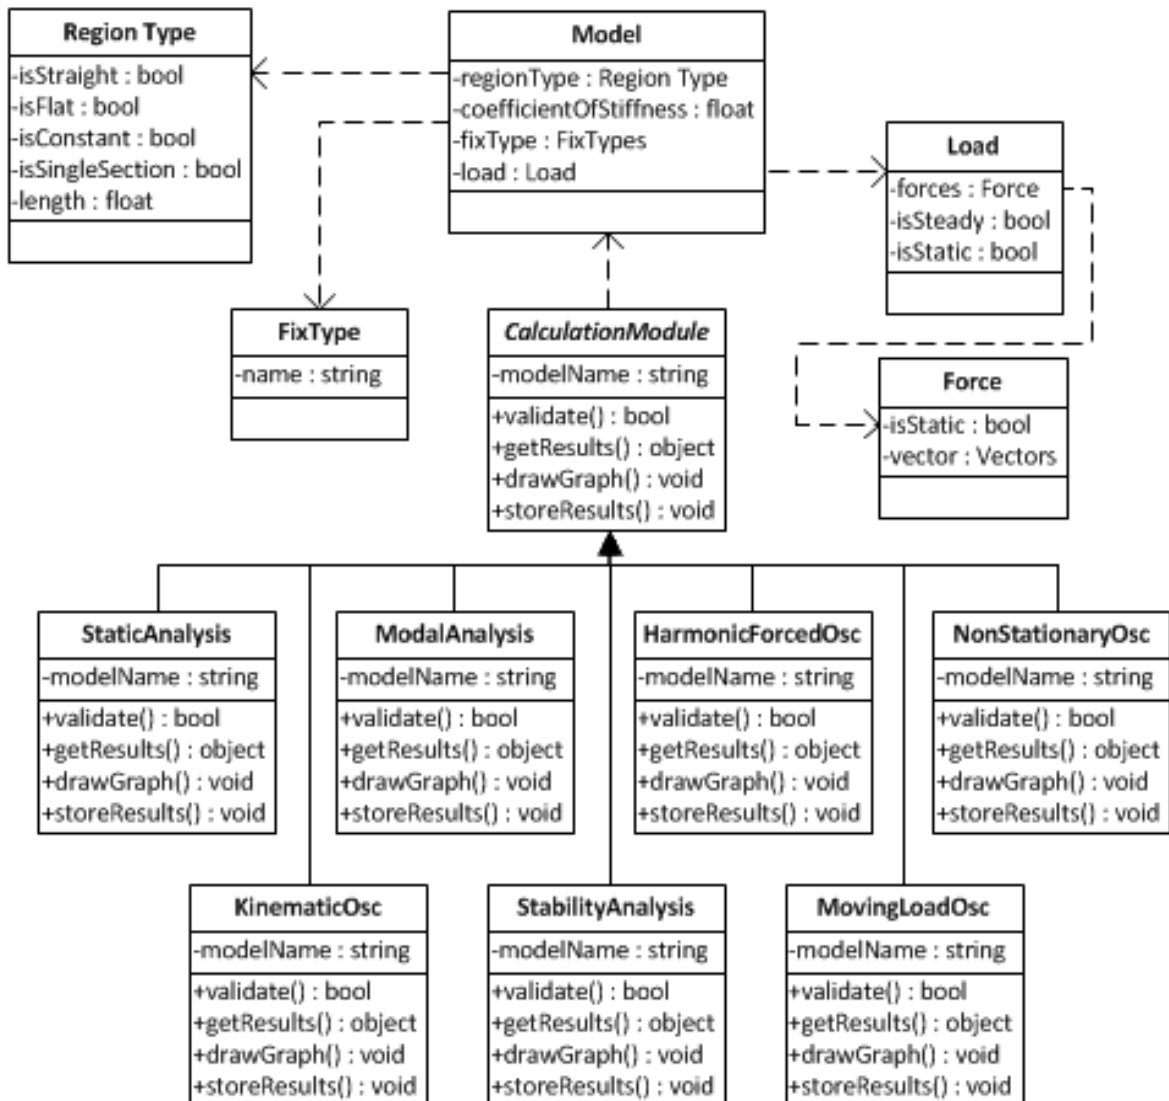 Region Type
-isStraight : bool
-isFlat : bool
-isConstant : bool
-isSingleSection : bool
-length : float
Model
-regionType : Region Type
-coefficientOfStiffness : float
-fixType : FixTypes
-load : Load
Load
-forces : Force
-isSteady : bool
-isStatic : bool
FixType
-name : string
CalculationModule
-modelName : string
+validate() : bool
+getResults() : object
+drawGraph() : void
+storeResults() : void
Force
-isStatic : bool
-vector : Vectors
StaticAnalysis
-modelName : string
+validate() : bool
+getResults() : object
+drawGraph() : void
+storeResults() : void
ModalAnalysis
-modelName : string
+validate() : bool
+getResults() : object
+drawGraph() : void
+storeResults() : void
HarmonicForcedOsc
-modelName : string
+validate() : bool
+getResults() : object
+drawGraph() : void
+storeResults() : void
NonStationaryOsc
-modelName : string
+validate() : bool
+getResults() : object
+drawGraph() : void
+storeResults() : void
KinematicOsc
-modelName : string
+validate() : bool
+getResults() : object
+drawGraph() : void
+storeResults() : void
StabilityAnalysis
-modelName : string
+validate() : bool
+getResults() : object
+drawGraph() : void
+storeResults() : void
MovingLoadOsc
-modelName : string
+validate() : bool
+getResults() : object
+drawGraph() : void
+storeResults() : void